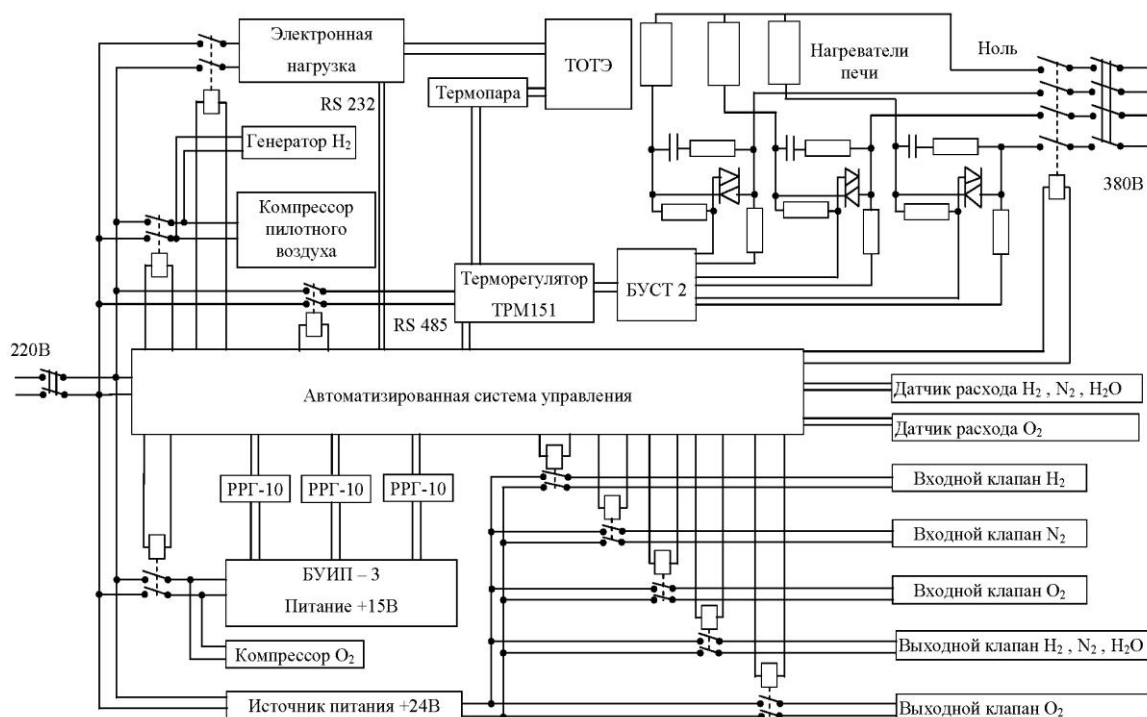 Электронная
нагрузка
ТОТЭ
Нагреватели
печи
Ноль
RS 232
Термопара
Генератор H₂
380В
Компрессор
пилотного
воздуха
Терморегулятор
ТРМ151
БУСТ 2
RS 485
220В
Автоматизированная система управления
Датчик расхода H₂ , N₂ , H₂O
Датчик расхода O₂
РРГ-10
РРГ-10
РРГ-10
Входной клапан H₂
Входной клапан N₂
БУИП – 3
Питание +15В
Входной клапан O₂
Компрессор O₂
Выходной клапан H₂ , N₂ , H₂O
Источник питания +24В
Выходной клапан O₂